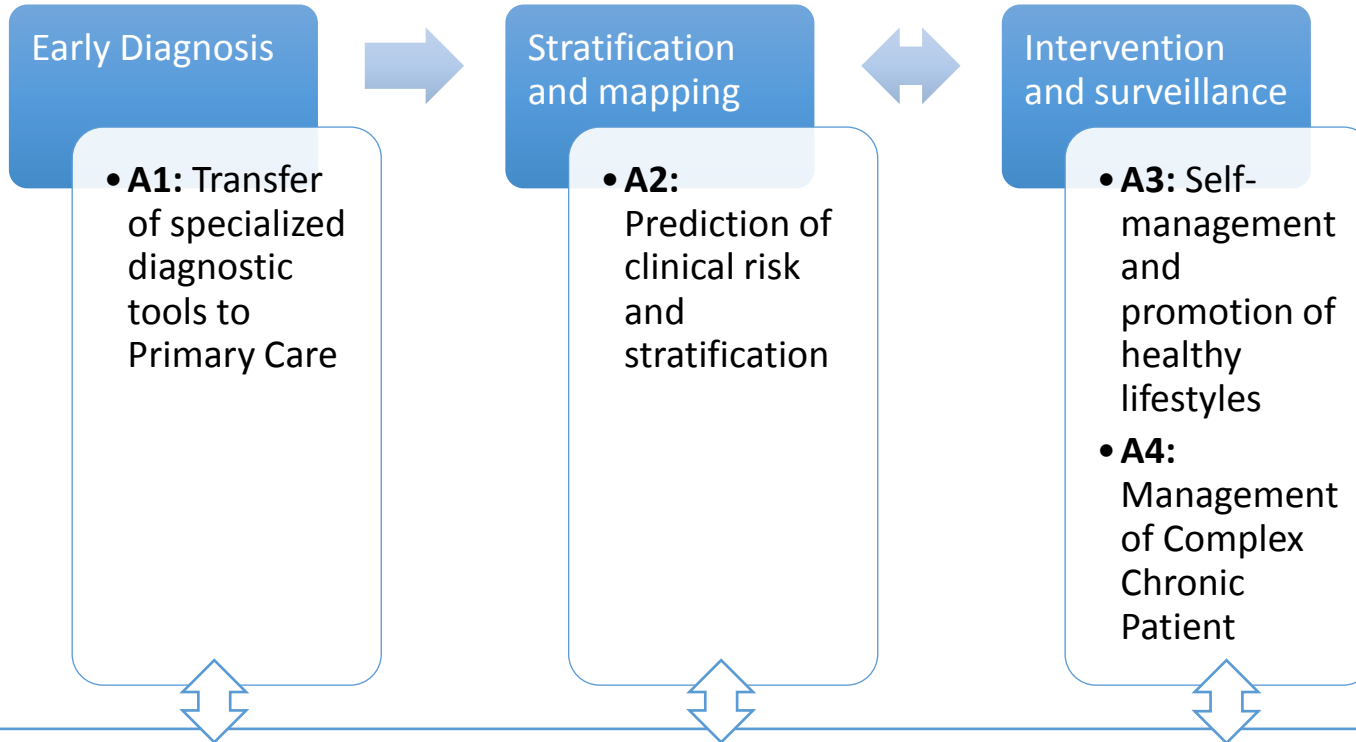 Early Diagnosis
• A1: Transfer
of specialized
diagnostic
tools to
Primary Care
Stratification
and mapping
• A2:
Prediction of
clinical risk
and
stratification
Intervention
and surveillance
• A3: Self-
management
and
promotion of
healthy
lifestyles
• A4:
Management
of Complex
Chronic
Patient